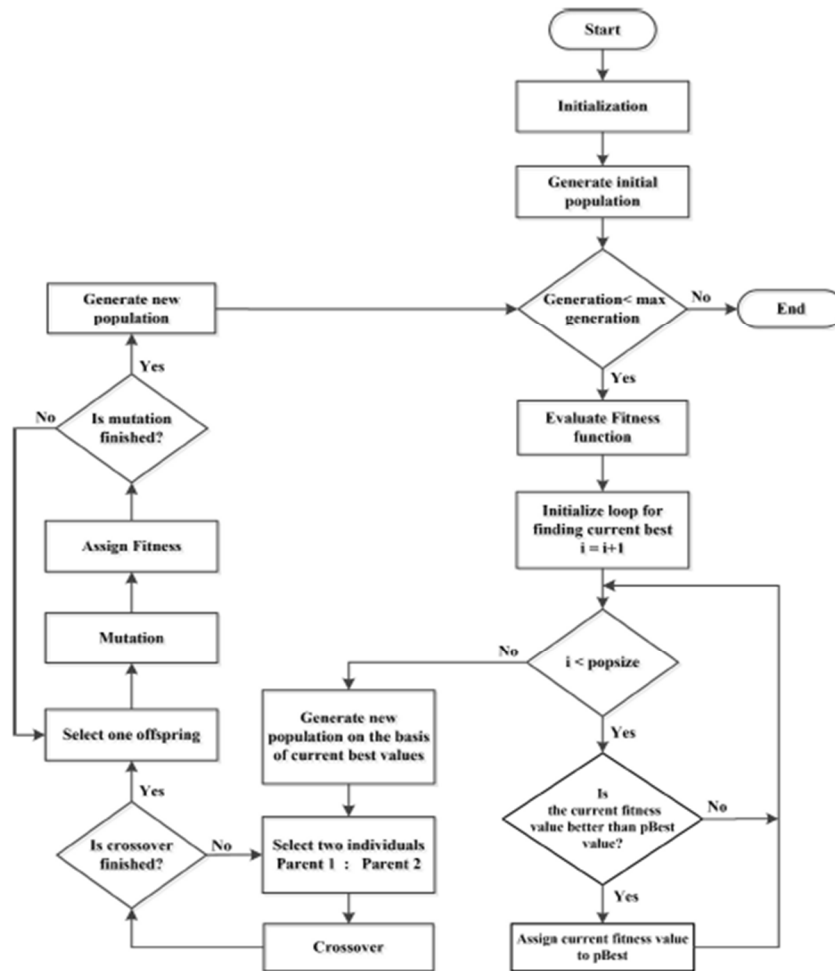 Start
Initialization
Generate initial
population
Generation< max
generation
No
End
Yes
Evaluate Fitness
function
Initialize loop for
finding current best
i = i+1
i < popsize
No
Yes
Is
the current fitness
value better than pBest
value?
No
Yes
Assign current fitness value
to pBest
Generate new
population on the basis
of current best values
Select two individuals
Parent 1 : Parent 2
Crossover
Is crossover
finished?
No
Yes
Select one offspring
Mutation
Assign Fitness
Is mutation
finished?
No
Yes
Generate new
population